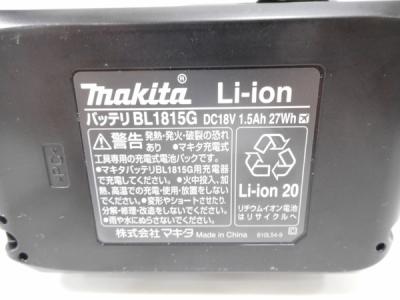 makita® Li-ion
バッテリ BL1815G DC18V 1.5Ah 27Wh
警告 発熱・発火・破裂の恐れ
あり ●マキタ充電式
工具専用の充電式電池パックです。
●マキタバッテリBL1815G用充電器
で充電してください。●火中投入、加
熱、高温での充電・使用・放置をしない
でください。●変形やショートさせたり、
分解・修理・改造をしないでください。
●雨や水にぬらさないでください。
Li-ion 20
リチウムイオン電池
はリサイクルへ
株式会社マキタ Made in China 810L54-9
>PC<